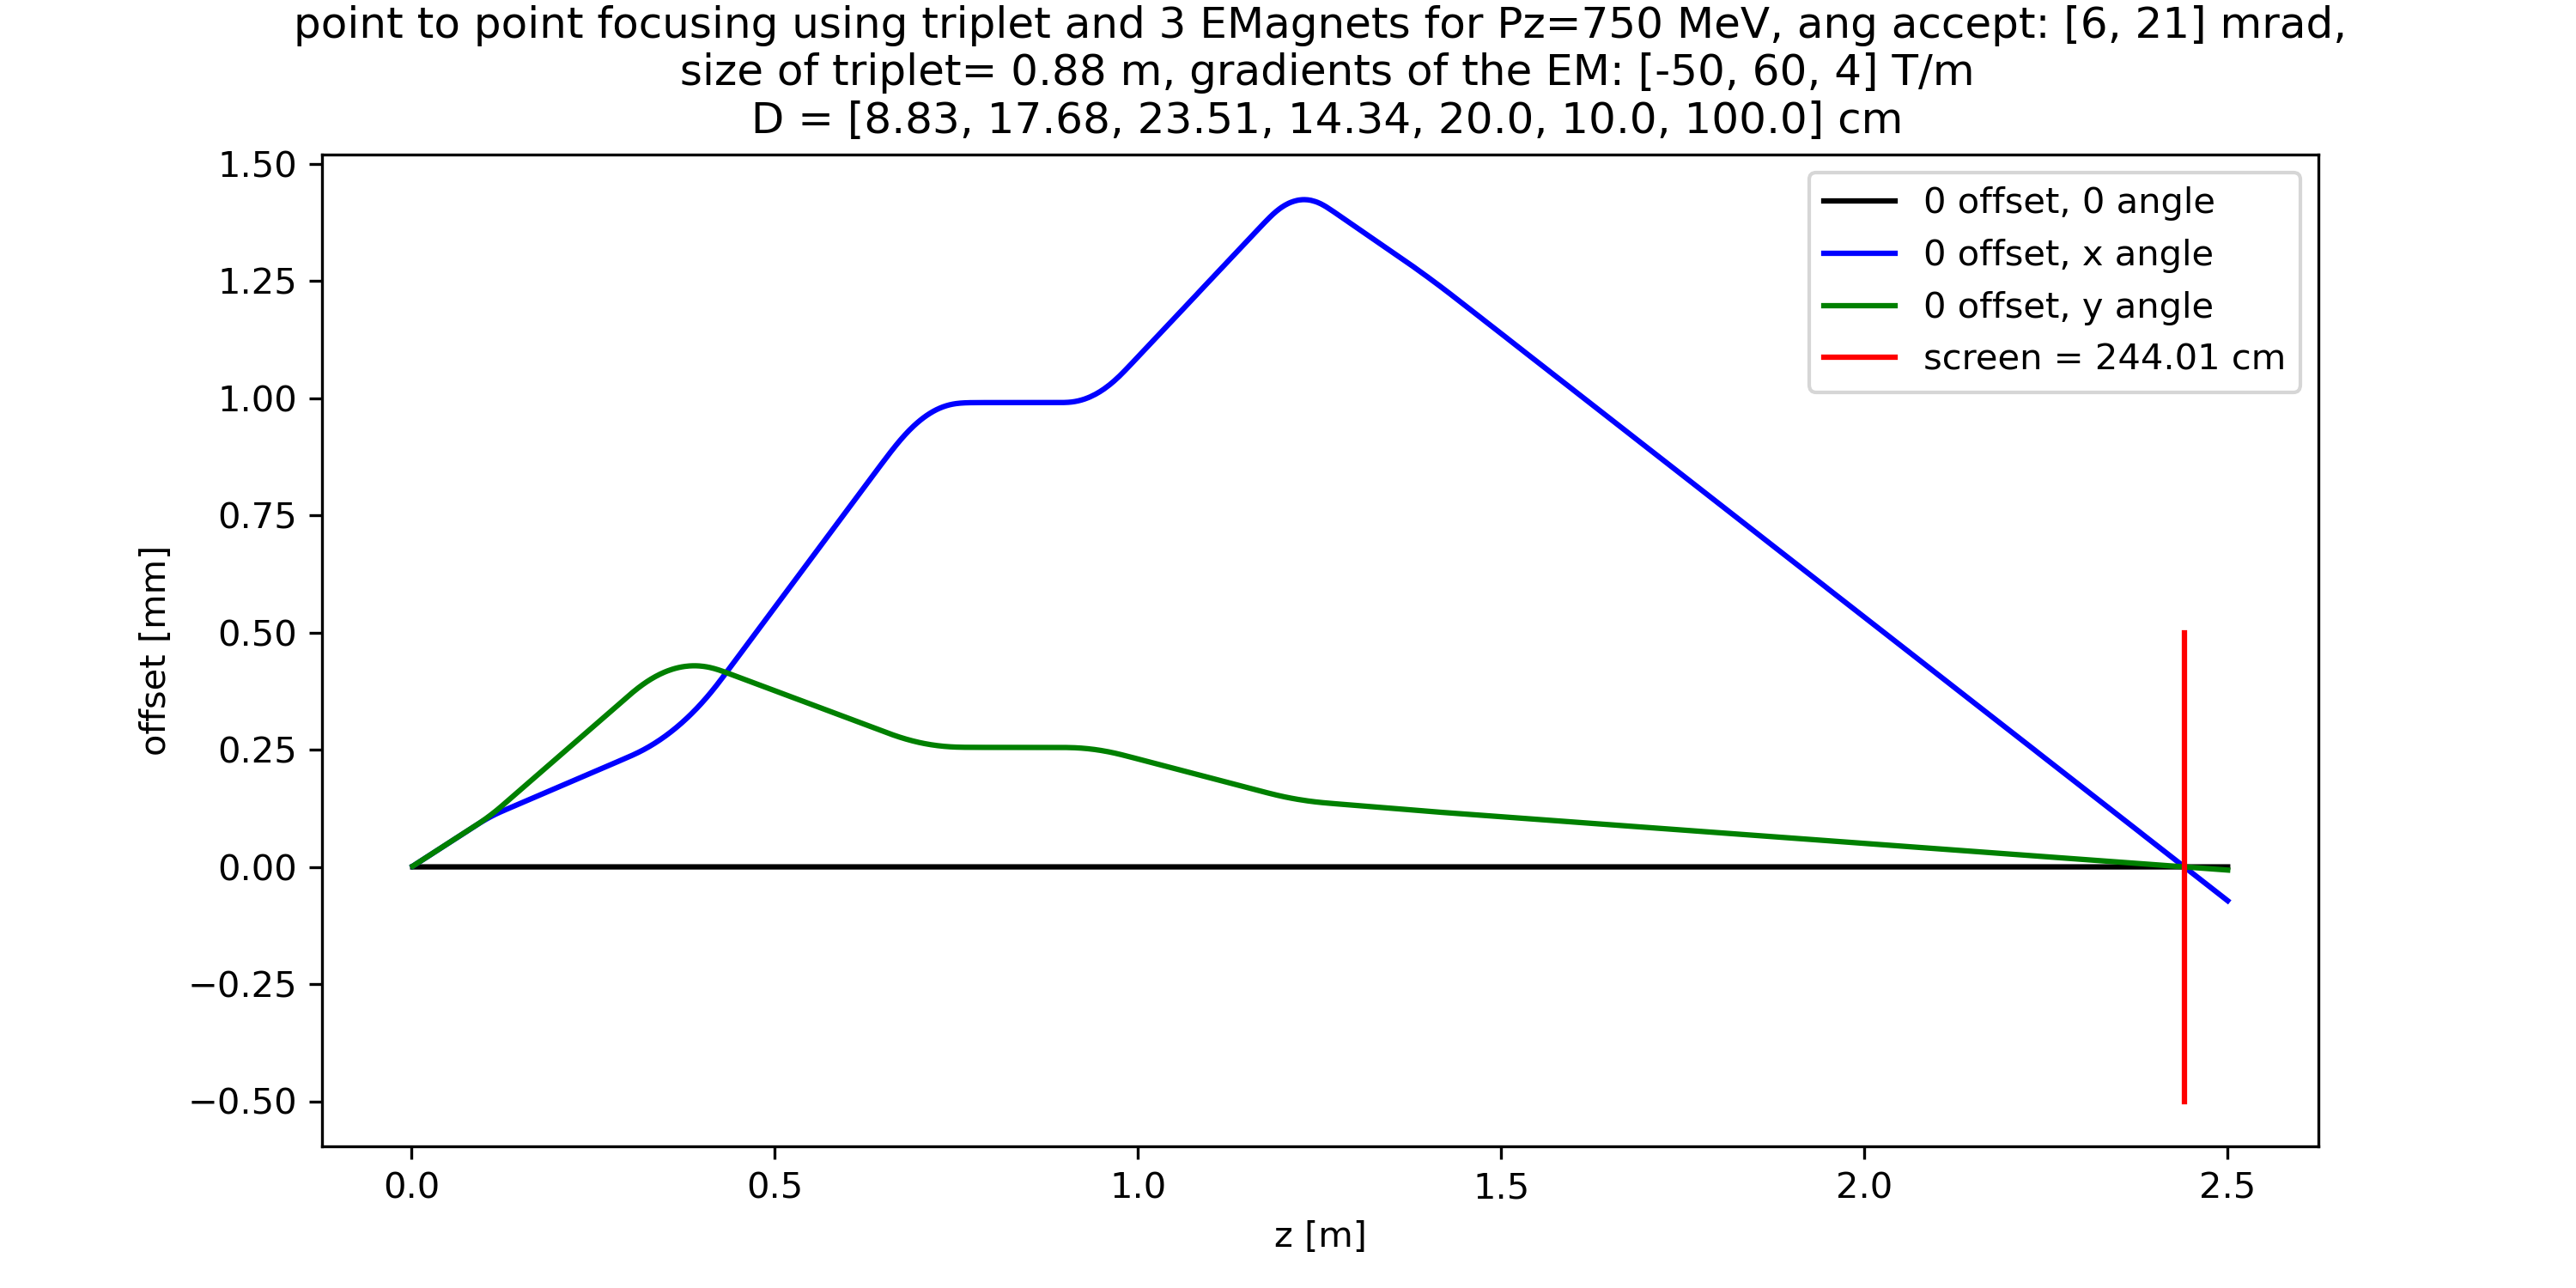 point to point focusing using triplet and 3 EMagnets for Pz=750 MeV, ang accept: [6, 21] mrad,
size of triplet= 0.88 m, gradients of the EM: [-50, 60, 4] T/m
D = [8.83, 17.68, 23.51, 14.34, 20.0, 10.0, 100.0] cm
0 offset, 0 angle
0 offset, x angle
0 offset, y angle
screen = 244.01 cm
offset [mm]
1.50
1.25
1.00
0.75
0.50
0.25
0.00
−0.25
−0.50
0.0 0.5 1.0 1.5 2.0 2.5
z [m]